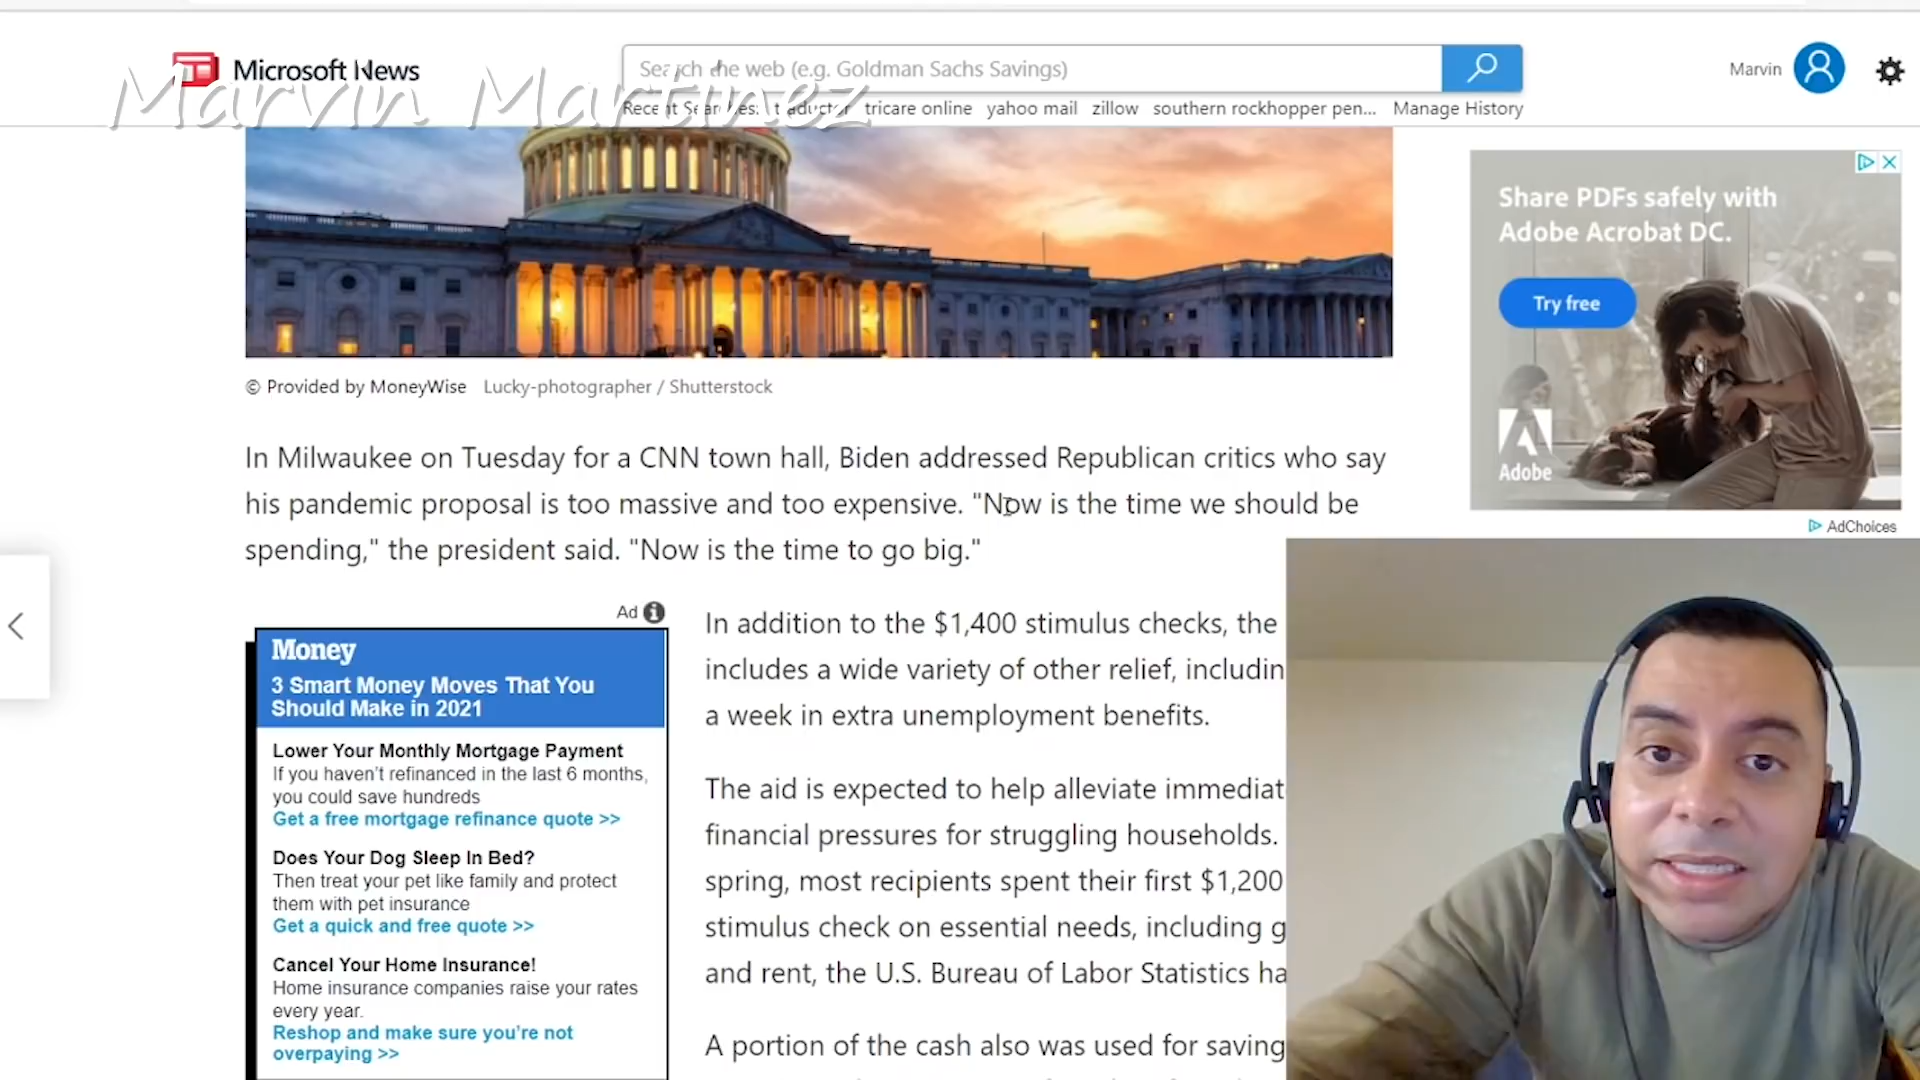 Microsoft News
Search the web (e.g. Goldman Sachs Savings)
Marvin
Marvin Martinez
Recent Searches: traductor tricare online yahoo mail zillow southern rockhopper pen... Manage History
Share PDFs safely with
Adobe Acrobat DC.
Try free
Adobe
AdChoices
© Provided by MoneyWise Lucky-photographer / Shutterstock
In Milwaukee on Tuesday for a CNN town hall, Biden addressed Republican critics who say
his pandemic proposal is too massive and too expensive. "Now is the time we should be
spending," the president said. "Now is the time to go big."
Ad
Money
3 Smart Money Moves That You
Should Make in 2021
Lower Your Monthly Mortgage Payment
If you haven't refinanced in the last 6 months,
you could save hundreds
Get a free mortgage refinance quote >>
Does Your Dog Sleep In Bed?
Then treat your pet like family and protect
them with pet insurance
Get a quick and free quote >>
Cancel Your Home Insurance!
Home insurance companies raise your rates
every year.
Reshop and make sure you're not
overpaying >>
In addition to the $1,400 stimulus checks, the
includes a wide variety of other relief, includin
a week in extra unemployment benefits.
The aid is expected to help alleviate immediat
financial pressures for struggling households.
spring, most recipients spent their first $1,200
stimulus check on essential needs, including g
and rent, the U.S. Bureau of Labor Statistics ha
A portion of the cash also was used for saving